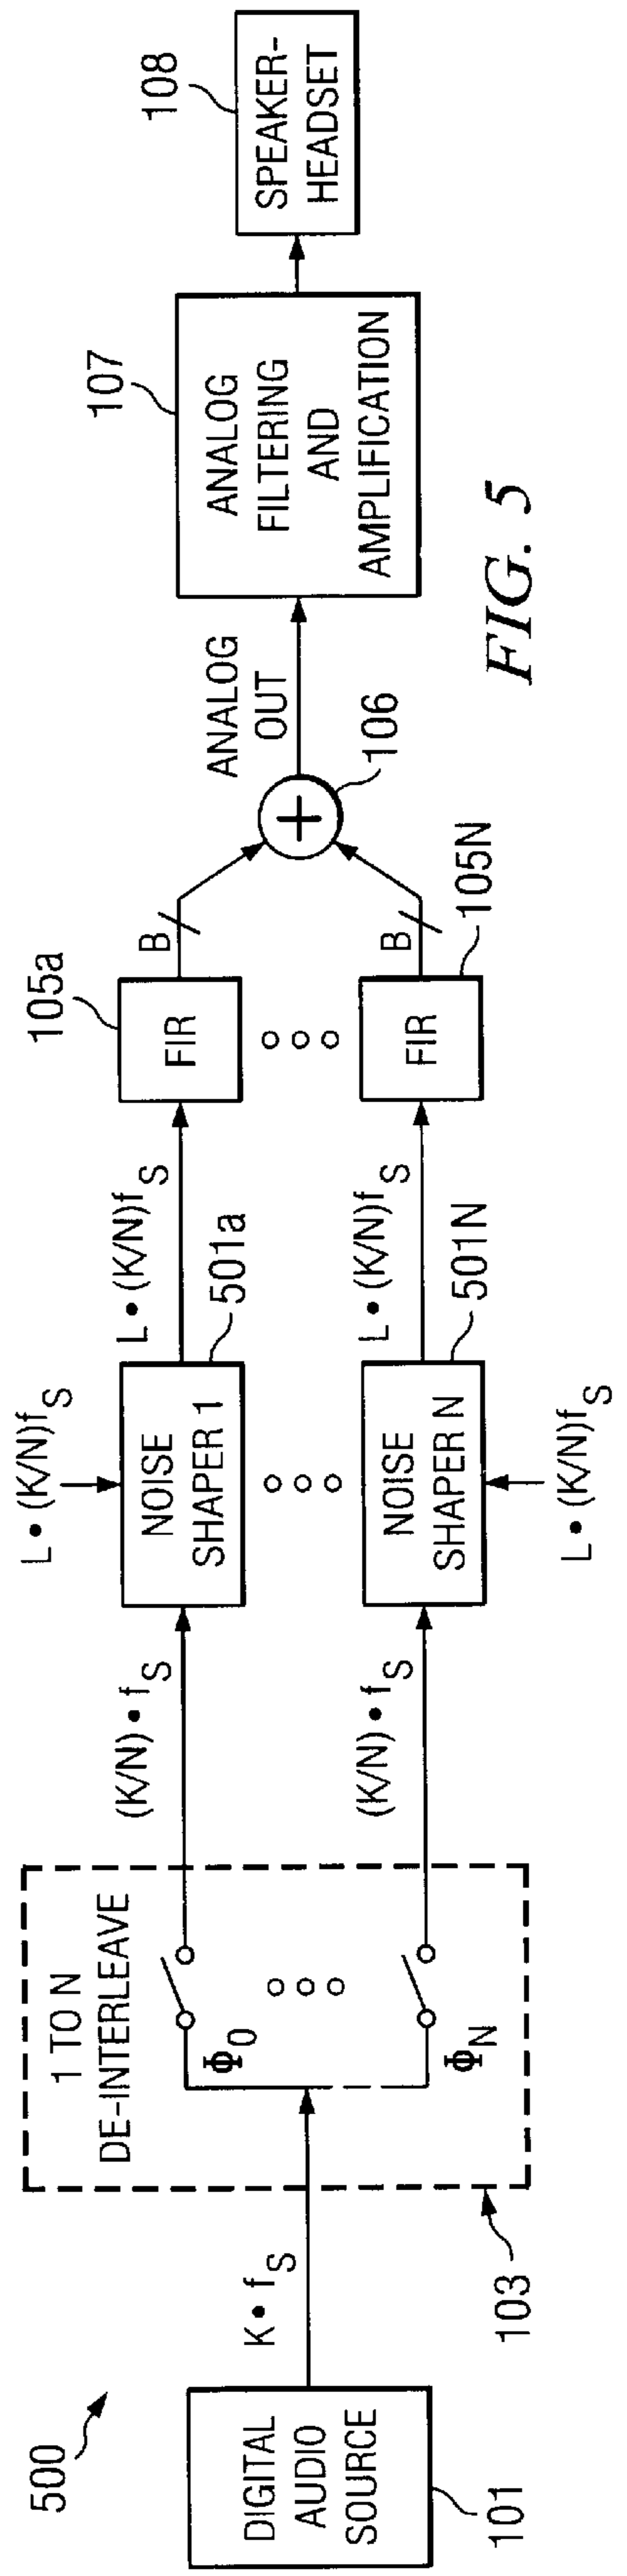 500
DIGITAL
AUDIO
SOURCE
101
K • fS
1 TO N
DE-INTERLEAVE
Φ0
ΦN
103
(K/N) • fS
(K/N) • fS
L • (K/N)fS
NOISE
SHAPER 1
501a
NOISE
SHAPER N
501N
L • (K/N)fS
L • (K/N)fS
L • (K/N)fS
105a
FIR
FIR
105N
B
B
+
106
ANALOG
OUT
107
ANALOG
FILTERING
AND
AMPLIFICATION
108
SPEAKER-
HEADSET
FIG. 5